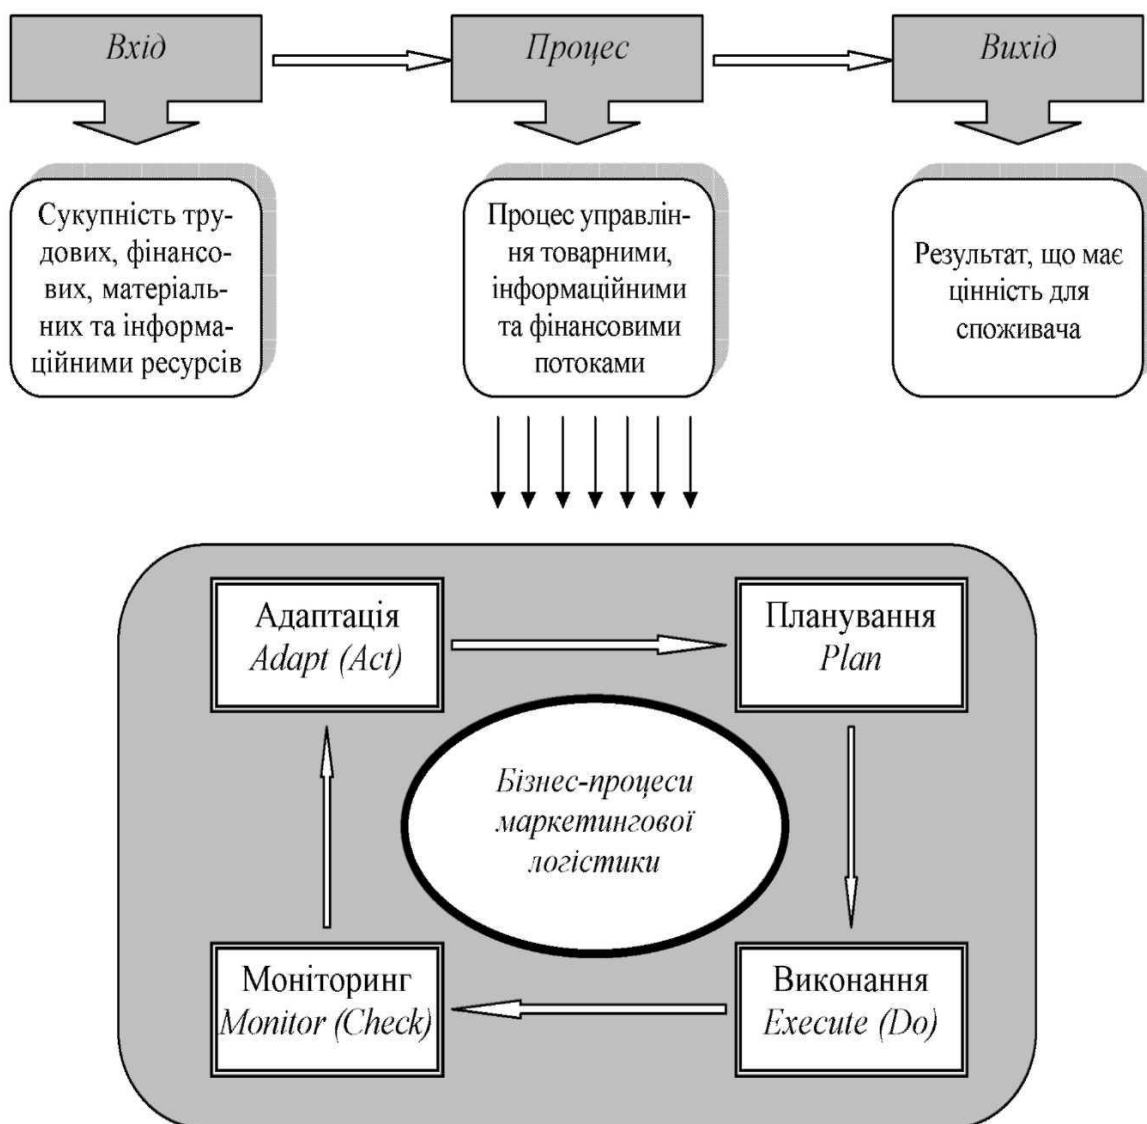 Вхід
Процес
Вихід
Сукупність тру-
дових, фінансо-
вих, матеріаль-
них та інформа-
ційними ресурсів
Процес управлін-
ня товарними,
інформаційними
та фінансовими
потоками
Результат, що має
цінність для
споживача
Адаптація
Adapt (Act)
Планування
Plan
Бізнес-процеси
маркетингової
логістики
Моніторинг
Monitor (Check)
Виконання
Execute (Do)